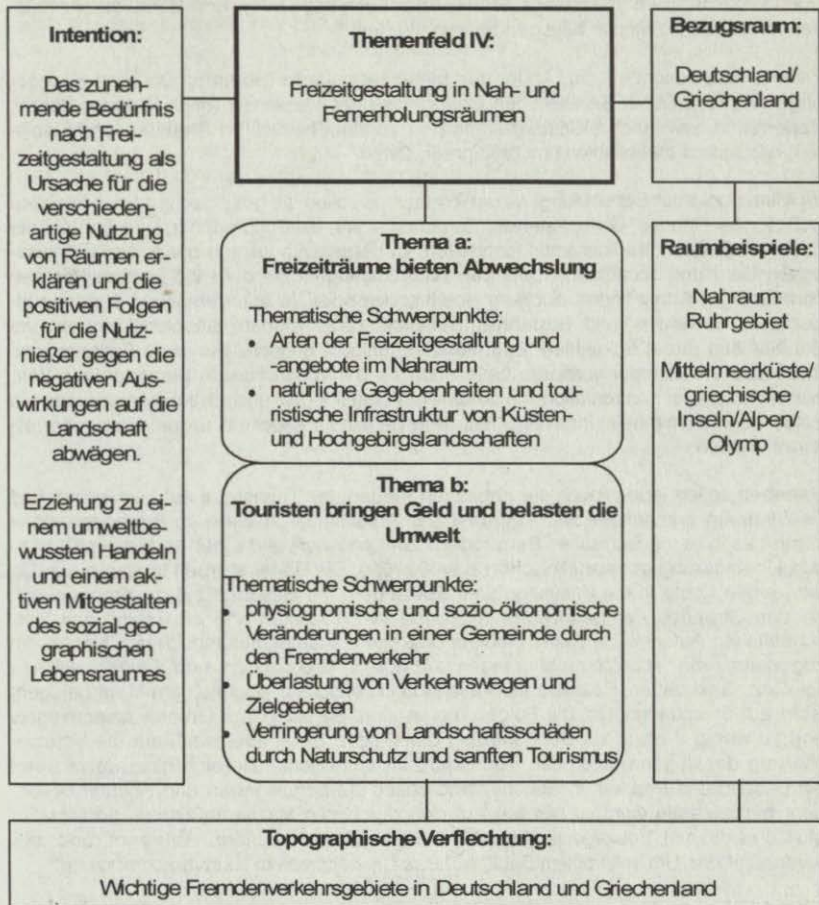 Intention:
Das zuneh-
mende Bedürfnis
nach Frei-
zeitgestaltung als
Ursache für die
verschieden-
artige Nutzung
von Räumen er-
klären und die
positiven Folgen
für die Nutz-
nießer gegen die
negativen Aus-
wirkungen auf die
Landschaft
abwägen.
Erziehung zu ei-
nem umweltbe-
wussten Handeln
und einem ak-
tiven Mitgestalten
des sozial-geo-
graphischen
Lebensraumes
Themenfeld IV:
Freizeitgestaltung in Nah- und
Fernerholungsräumen
Thema a:
Freizeiträume bieten Abwechslung
Thematische Schwerpunkte:
• Arten der Freizeitgestaltung und
-angebote im Nahraum
• natürliche Gegebenheiten und tou-
ristische Infrastruktur von Küsten-
und Hochgebirgslandschaften
Thema b:
Touristen bringen Geld und belasten die
Umwelt
Thematische Schwerpunkte:
• physiognomische und sozio-ökonomische
Veränderungen in einer Gemeinde durch
den Fremdenverkehr
• Überlastung von Verkehrswegen und
Zielgebieten
• Verringerung von Landschaftsschäden
durch Naturschutz und sanften Tourismus
Bezugsraum:
Deutschland/
Griechenland
Raumbeispiele:
Nahraum:
Ruhrgebiet
Mittelmeerküste/
griechische
Inseln/Alpen/
Olymp
Topographische Verflechtung:
Wichtige Fremdenverkehrsgebiete in Deutschland und Griechenland